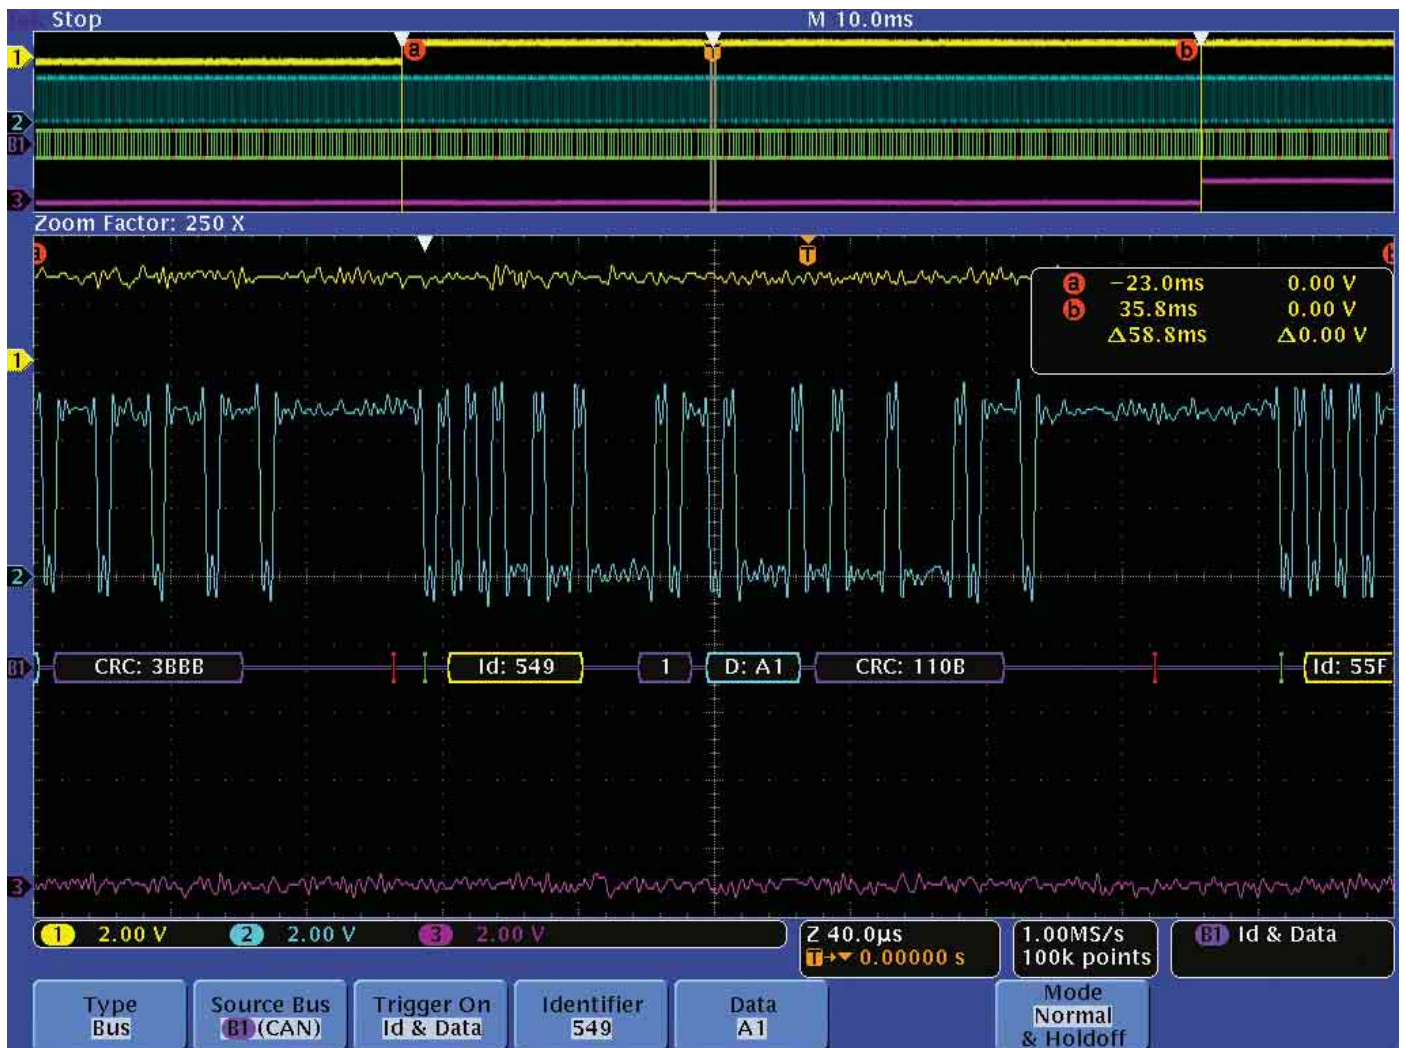 Stop M 10.0ms
1 a T b
2
B1
3
Zoom Factor: 250 X
a T
a −23.0ms 0.00 V
b 35.8ms 0.00 V
Δ58.8ms Δ0.00 V
1
2
B1 CRC: 3BBB Id: 549 1 D: A1 CRC: 110B Id: 55F
3
1 2.00 V 2 2.00 V 3 2.00 V Z 40.0µs 1.00MS/s B1 Id & Data
T→▼ 0.00000 s 100k points
Type Source Bus Trigger On Identifier Data Mode
Bus B1 (CAN) Id & Data 549 A1 Normal
& Holdoff